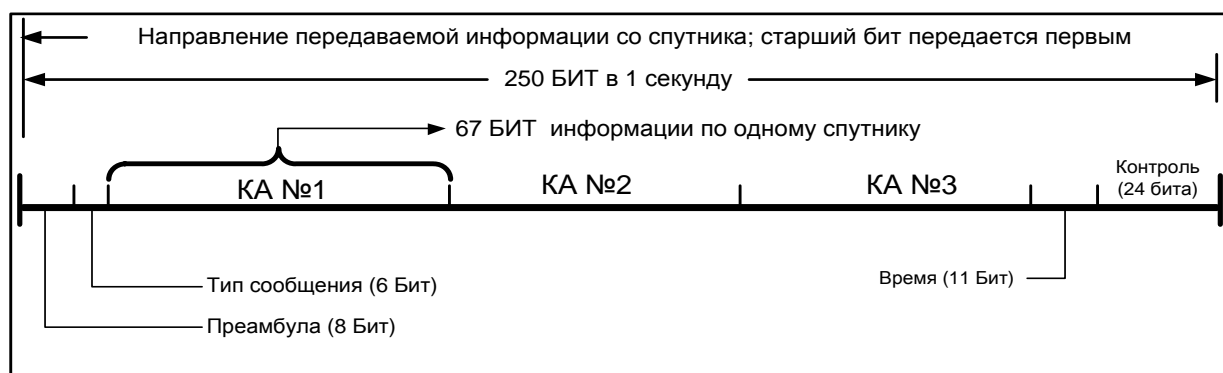 Направление передаваемой информации со спутника; старший бит передается первым
250 БИТ в 1 секунду
67 БИТ информации по одному спутнику
КА №1
КА №2
КА №3
Контроль
(24 бита)
Тип сообщения (6 Бит)
Время (11 Бит)
Преамбула (8 Бит)